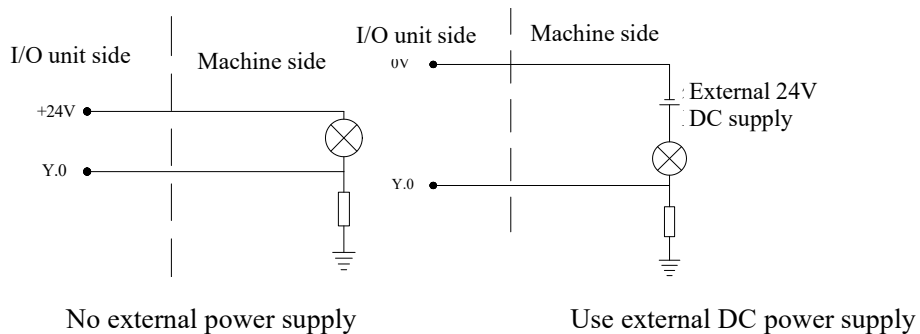 I/O unit side
Machine side
+24V
Y.0
No external power supply
I/O unit side
Machine side
0V
External 24V
DC supply
Y.0
Use external DC power supply